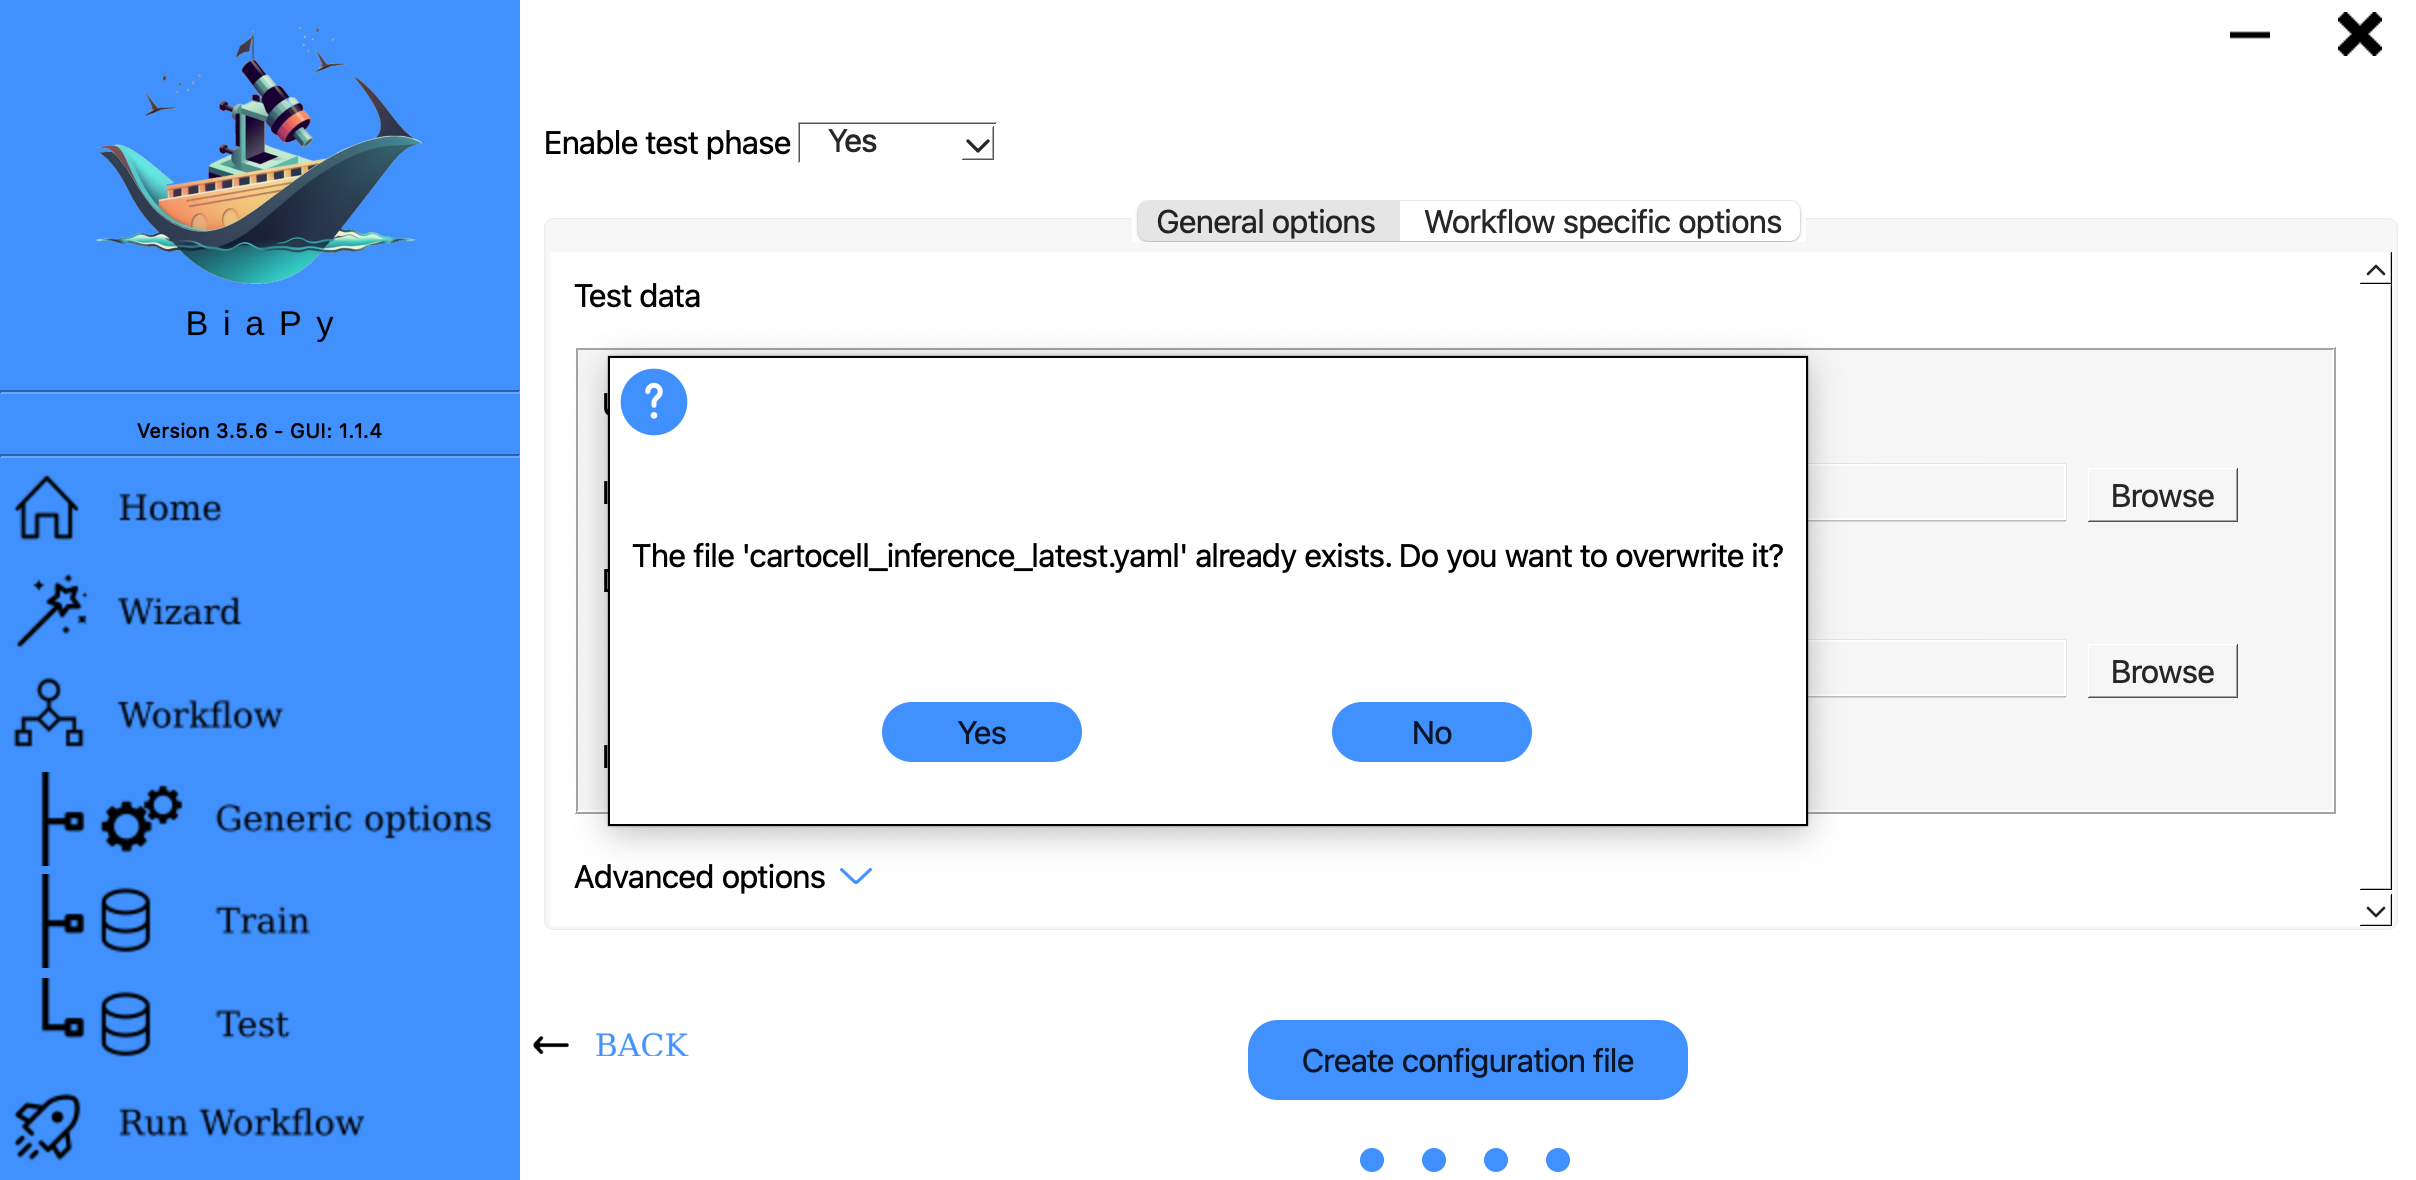 BiaPy
Version 3.5.6 - GUI: 1.1.4
Home
Wizard
Workflow
Generic options
Train
Test
Run Workflow
Enable test phase Yes
General options Workflow specific options
Test data
?
Browse
The file 'cartocell_inference_latest.yaml' already exists. Do you want to overwrite it?
Browse
Yes No
Advanced options
BACK
Create configuration file